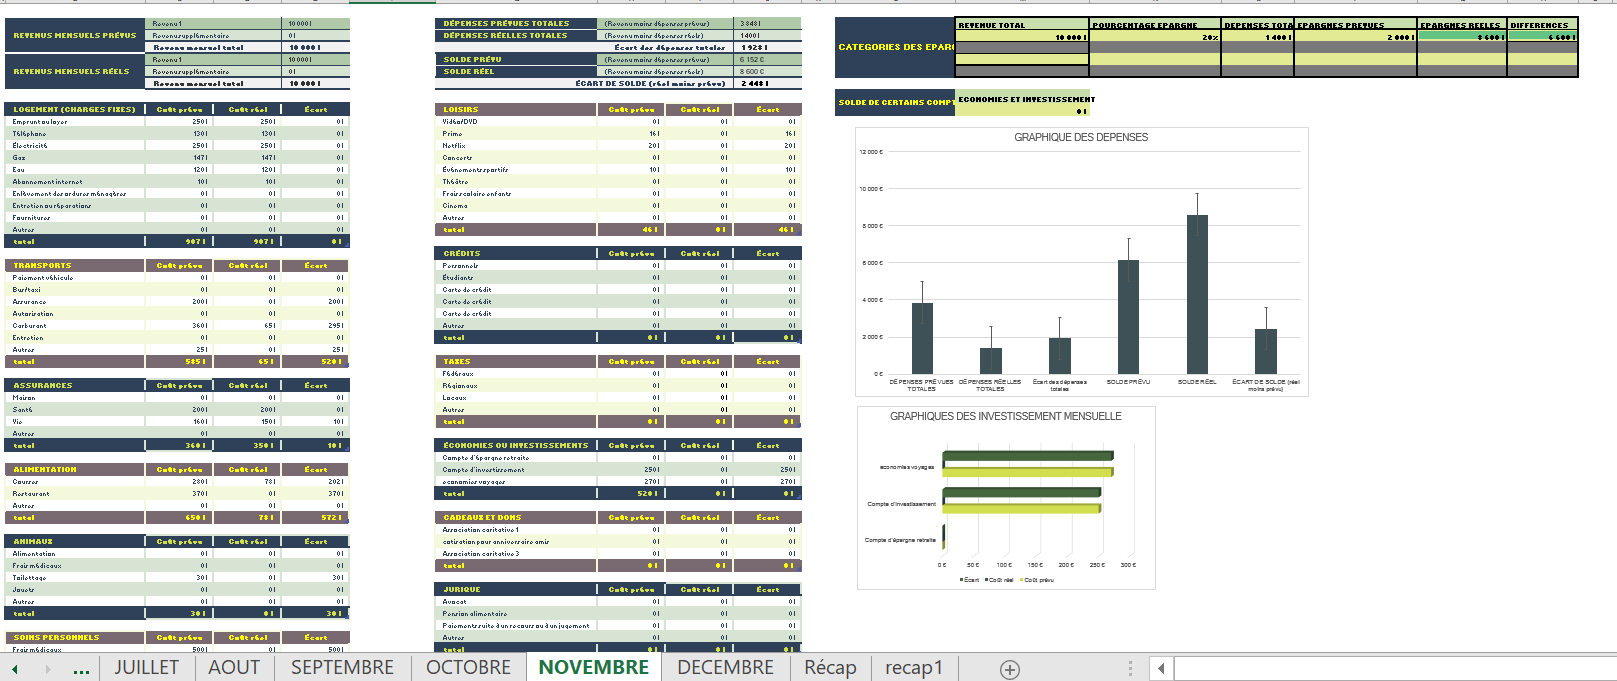 REVENUS MENSUELS PRÉVUS
Revenu 1 10 000 l
Revenu supplémentaire 0 l
Revenu mensuel total 10 000 l
REVENUS MENSUELS RÉELS
Revenu 1 10 000 l
Revenu supplémentaire 0 l
Revenu mensuel total 10 000 l
LOGEMENT (CHARGES FIXES) Coût prévu Coût réel Écart
Emprunt ou loyer 250 l 250 l 0 l
Téléphone 130 l 130 l 0 l
Électricité 250 l 250 l 0 l
Gaz 147 l 147 l 0 l
Eau 120 l 120 l 0 l
Abonnement internet 10 l 10 l 0 l
Enlèvement des ordures ménagères 0 l 0 l 0 l
Entretien ou réparations 0 l 0 l 0 l
Fournitures 0 l 0 l 0 l
Autres 0 l 0 l 0 l
total 907 l 907 l 0 l
TRANSPORTS Coût prévu Coût réel Écart
Paiement véhicule 0 l 0 l 0 l
Bus/taxi 0 l 0 l 0 l
Assurance 200 l 0 l 200 l
Autorisation 0 l 0 l 0 l
Carburant 360 l 65 l 295 l
Entretien 0 l 0 l 0 l
Autres 25 l 0 l 25 l
total 585 l 65 l 520 l
ASSURANCES Coût prévu Coût réel Écart
Maison 0 l 0 l 0 l
Santé 200 l 200 l 0 l
Vie 160 l 150 l 10 l
Autres 0 l 0 l 0 l
total 360 l 350 l 10 l
ALIMENTATION Coût prévu Coût réel Écart
Courses 280 l 78 l 202 l
Restaurant 370 l 0 l 370 l
Autres 0 l 0 l 0 l
total 650 l 78 l 572 l
ANIMAUX Coût prévu Coût réel Écart
Alimentation 0 l 0 l 0 l
Frais médicaux 0 l 0 l 0 l
Toilettage 30 l 0 l 30 l
Jouets 0 l 0 l 0 l
Autres 0 l 0 l 0 l
total 30 l 0 l 30 l
SOINS PERSONNELS Coût prévu Coût réel Écart
Frais médicaux 500 l 0 l 500 l
DÉPENSES PRÉVUES TOTALES (Revenu moins dépenses prévues) 3 848 l
DÉPENSES RÉELLES TOTALES (Revenu moins dépenses réels) 1 400 l
Écart des dépenses totales 1 928 l
SOLDE PRÉVU (Revenu moins dépenses prévues) 6 152 €
SOLDE RÉEL (Revenu moins dépenses réels) 8 600 €
ÉCART DE SOLDE (réel moins prévu) 2 448 l
LOISIRS Coût prévu Coût réel Écart
Vidéo/DVD 0 l 0 l 0 l
Prime 16 l 0 l 16 l
Netflix 20 l 0 l 20 l
Concerts 0 l 0 l 0 l
Événements sportifs 10 l 0 l 10 l
Théâtre 0 l 0 l 0 l
Frais scolaire enfants 0 l 0 l 0 l
Cinema 0 l 0 l 0 l
Autres 0 l 0 l 0 l
total 46 l 0 l 46 l
CRÉDITS Coût prévu Coût réel Écart
Personnels 0 l 0 l 0 l
Étudiants 0 l 0 l 0 l
Carte de crédit 0 l 0 l 0 l
Carte de crédit 0 l 0 l 0 l
Carte de crédit 0 l 0 l 0 l
Autres 0 l 0 l 0 l
total 0 l 0 l 0 l
TAXES Coût prévu Coût réel Écart
Fédéraux 0 l 0 l 0 l
Régionaux 0 l 0 l 0 l
Locaux 0 l 0 l 0 l
Autres 0 l 0 l 0 l
total 0 l 0 l 0 l
ÉCONOMIES OU INVESTISSEMENTS Coût prévu Coût réel Écart
Compte d'épargne retraite 0 l 0 l 0 l
Compte d'investissement 250 l 0 l 250 l
economies voyages 270 l 0 l 270 l
total 520 l 0 l 0 l
CADEAUX ET DONS Coût prévu Coût réel Écart
Association caritative 1 0 l 0 l 0 l
cotisation pour anniversaire amis 0 l 0 l 0 l
Association caritative 3 0 l 0 l 0 l
total 0 l 0 l 0 l
JURIQUE Coût prévu Coût réel Écart
Avocat 0 l 0 l 0 l
Pension alimentaire 0 l 0 l 0 l
Paiements suite à un recours ou à un jugement 0 l 0 l 0 l
Autres 0 l 0 l 0 l
total 0 l 0 l 0 l
CATEGORIES DES EPAR
REVENUE TOTAL POURCENTAGE EPARGNE DEPENSES TOTA EPARGNES PREVUES EPARGNES REELES DIFFERENCES
10 000 l 20% 1 400 l 2 000 l 8 600 l 6 600 l
SOLDE DE CERTAINS COMPT
ECONOMIES ET INVESTISSEMENT
0 l
GRAPHIQUE DES DEPENSES
12 000 €
10 000 €
8 000 €
6 000 €
4 000 €
2 000 €
0 €
DÉPENSES PRÉVUES TOTALES
DÉPENSES RÉELLES TOTALES
Écart des dépenses totales
SOLDE PRÉVU
SOLDE RÉEL
ÉCART DE SOLDE (réel moins prévu)
GRAPHIQUES DES INVESTISSEMENT MENSUELLE
economies voyages
Compte d'investissement
Compte d'épargne retraite
0 € 50 € 100 € 150 € 200 € 250 € 300 €
Écart Coût réel Coût prévu
... JUILLET AOUT SEPTEMBRE OCTOBRE NOVEMBRE DECEMBRE Récap recap1